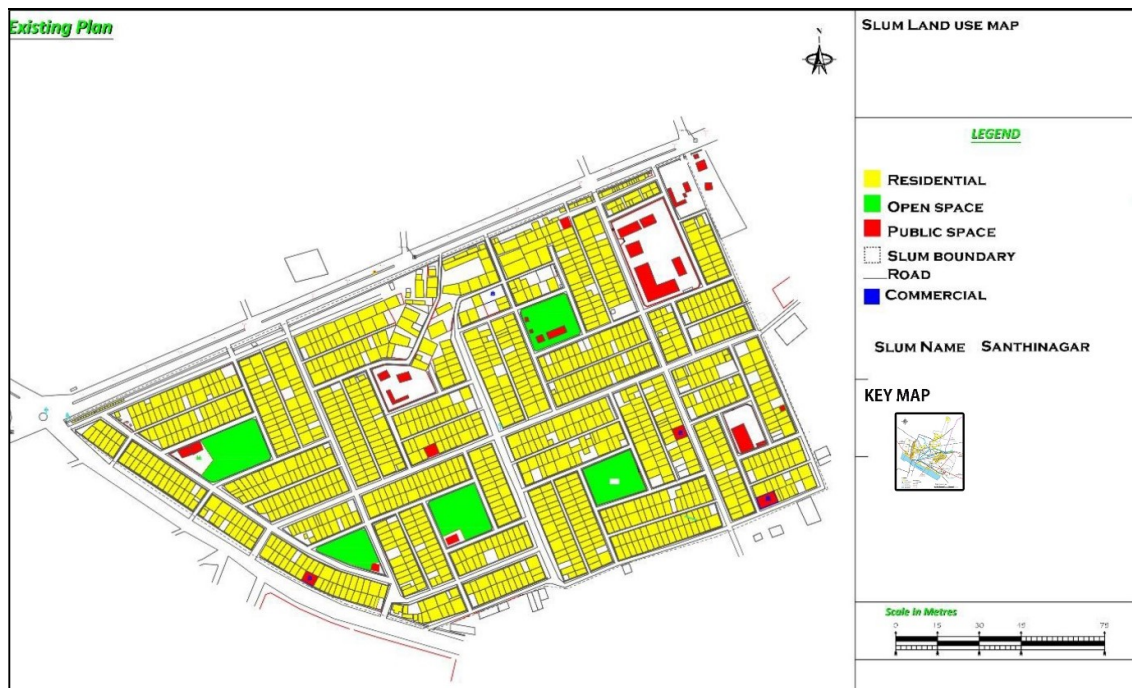 Existing Plan
SLUM LAND USE MAP
N
LEGEND
RESIDENTIAL
OPEN SPACE
PUBLIC SPACE
SLUM BOUNDARY
ROAD
COMMERCIAL
SLUM NAME SANTHINAGAR
KEY MAP
Scale In Metres
0 15 30 45 75